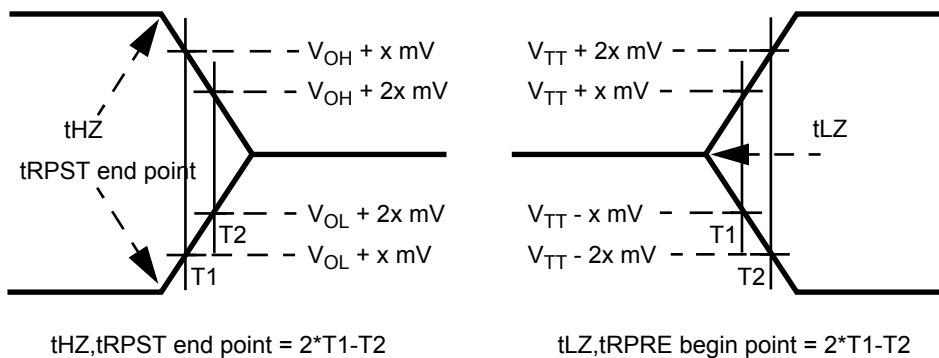 V_OH + x mV
V_OH + 2x mV
tHZ
tRPST end point
V_OL + 2x mV
T2
V_OL + x mV
T1
tHZ,tRPST end point = 2*T1-T2
V_TT + 2x mV
V_TT + x mV
tLZ
V_TT - x mV
T1
V_TT - 2x mV
T2
tLZ,tRPRE begin point = 2*T1-T2